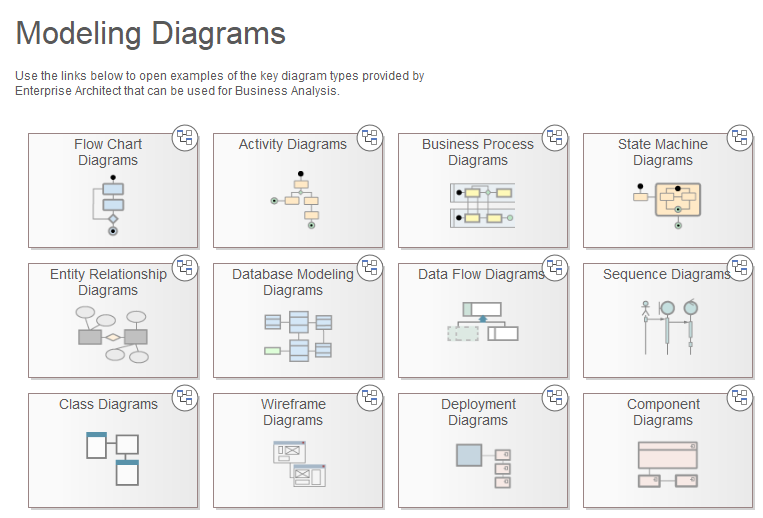 Modeling Diagrams
Use the links below to open examples of the key diagram types provided by
Enterprise Architect that can be used for Business Analysis.
Flow Chart
Diagrams
Activity Diagrams
Business Process
Diagrams
State Machine
Diagrams
Entity Relationship
Diagrams
Database Modeling
Diagrams
Data Flow Diagrams
Sequence Diagrams
Class Diagrams
Wireframe
Diagrams
Deployment
Diagrams
Component
Diagrams